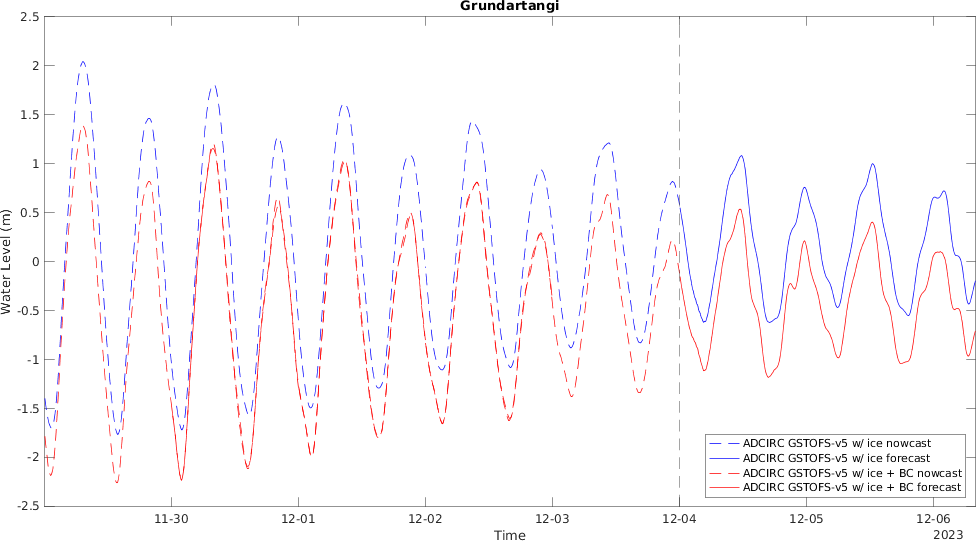 Grundartangi
2.5
2
1.5
1
0.5
0
-0.5
-1
-1.5
-2
-2.5
Water Level (m)
11-30
12-01
12-02
12-03
12-04
12-05
12-06
Time
2023
ADCIRC GSTOFS-v5 w/ ice nowcast
ADCIRC GSTOFS-v5 w/ ice forecast
ADCIRC GSTOFS-v5 w/ ice + BC nowcast
ADCIRC GSTOFS-v5 w/ ice + BC forecast